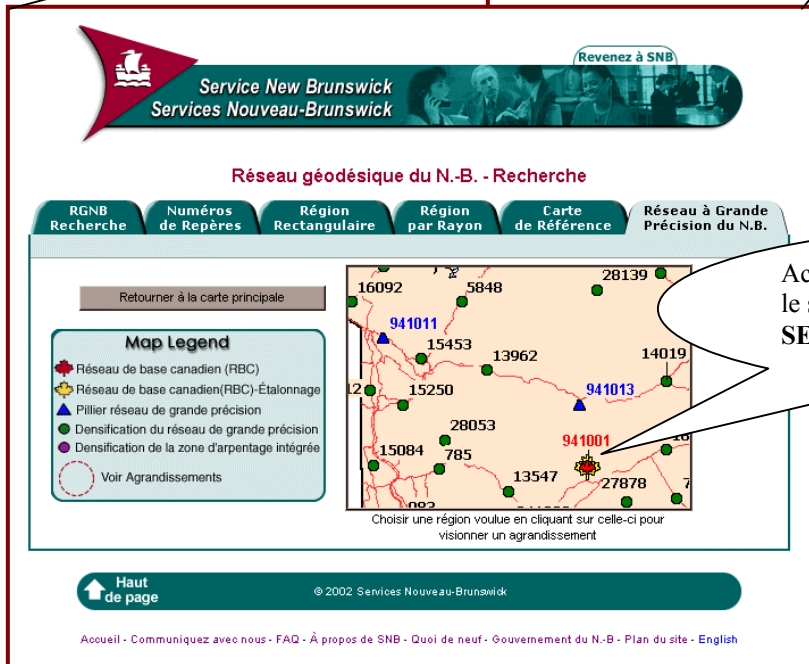 Revenez à SNB
Service New Brunswick
Services Nouveau-Brunswick
Réseau géodésique du N.-B. - Recherche
RGNB
Recherche
Numéros
de Repères
Région
Rectangulaire
Région
par Rayon
Carte
de Référence
Réseau à Grande
Précision du N.B.
Retourner à la carte principale
Map Legend
Réseau de base canadien (RBC)
Réseau de base canadien(RBC)-Étalonnage
Pillier réseau de grande précision
Densification du réseau de grande précision
Densification de la zone d'arpentage intégrée
Voir Agrandissements
28139
16092
5848
941011
15453
13962
14019
12
15250
941013
28053
941001
15084
785
13547
27878
Choisir une région voulue en cliquant sur celle-ci pour
visionner un agrandissement
Ac
le s
SE
Haut
de page
© 2002 Services Nouveau-Brunswick
Accueil - Communiquez avec nous - FAQ - À propos de SNB - Quoi de neuf - Gouvernement du N.-B - Plan du site - English